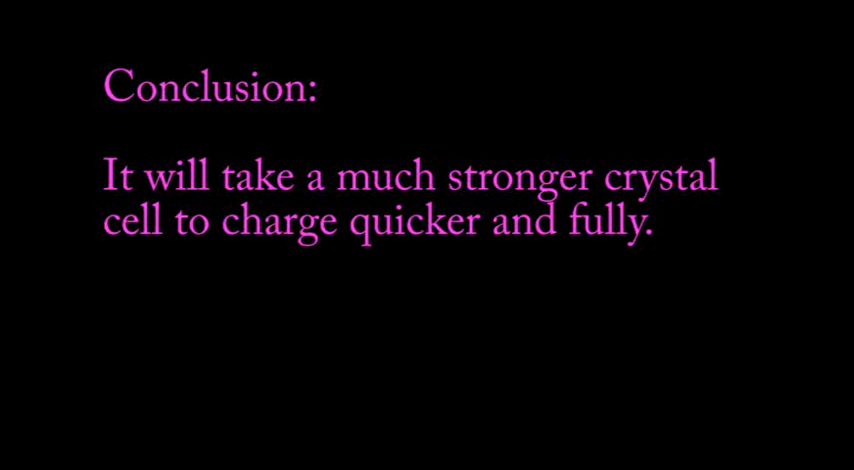 Conclusion:
It will take a much stronger crystal
cell to charge quicker and fully.